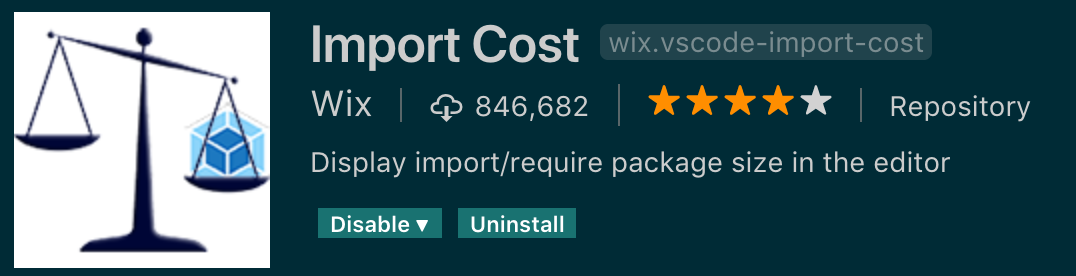 Import Cost wix.vscode-import-cost
Wix 846,682 Repository
Display import/require package size in the editor
Disable ▾ Uninstall